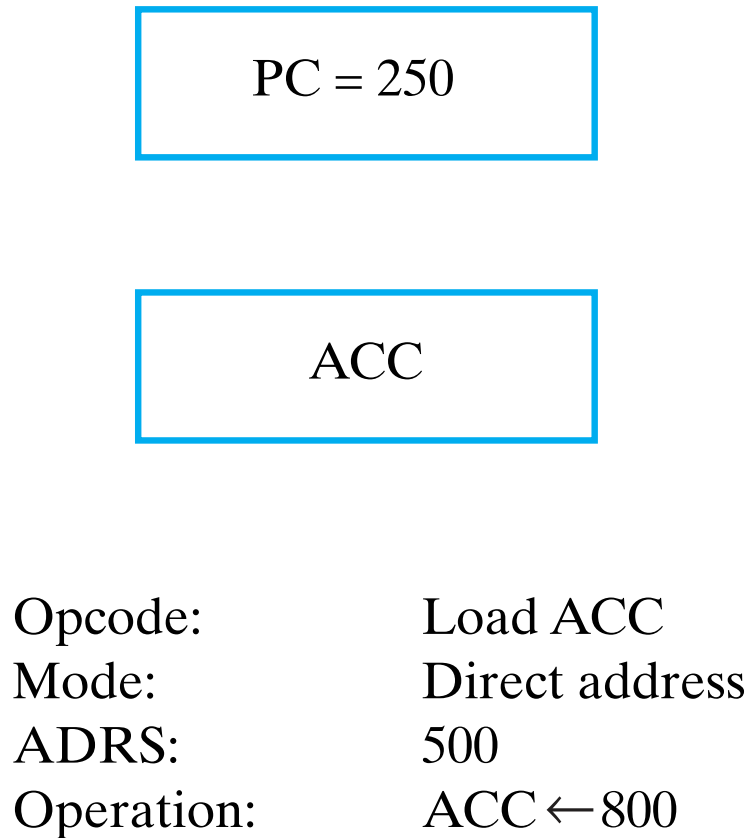 PC = 250
ACC
Opcode: Load ACC
Mode: Direct address
ADRS: 500
Operation: ACC ← 800